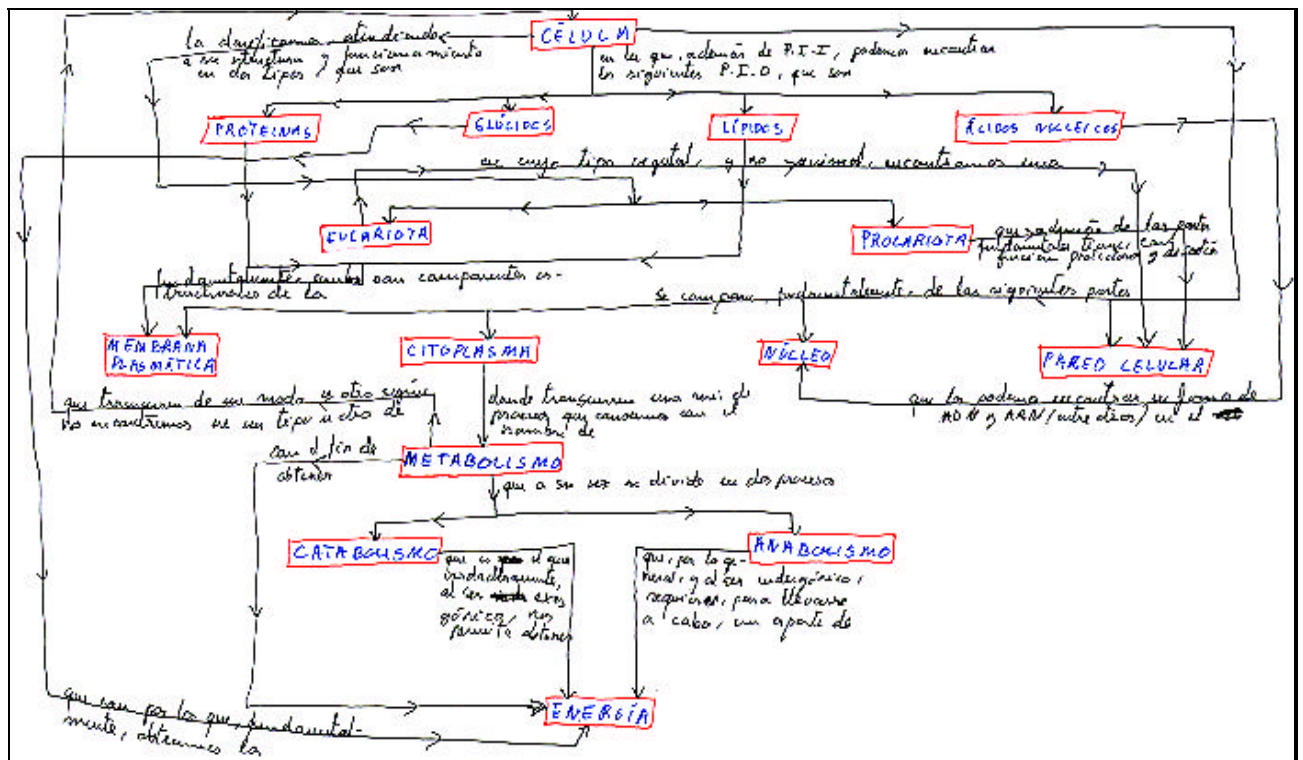 CÉLULA
la clasificamos, atendiendo
a su estructura y funcionamiento
en dos tipos, que son
en la que, además de P.I.I, podemos encontrar
los siguientes P.I.O, que son
PROTEÍNAS
GLÚCIDOS
LÍPIDOS
ÁCIDOS NUCLEICOS
en cuyo tipo vegetal, y no animal, encontramos una
EUCARIOTA
PROCARIOTA
que además de las partes
fundamentales tienen, con
función protectora y de sostén
fundamentalmente, ambos son componentes es-
tructurales de la
se compone, fundamentalmente, de las siguientes partes
MEMBRANA
PLASMÁTICA
CITOPLASMA
NÚCLEO
PARED CELULAR
que transcurren de un modo u otro según
nos encontremos en un tipo u otro de
donde transcurren una serie de
procesos que conocemos con el
nombre de
que los podemos encontrar en forma de
ADN y ARN (entre otros) en el
con el fin de
obtener
METABOLISMO
que a su vez se divide en dos procesos
CATABOLISMO
ANABOLISMO
que es el que
verdaderamente,
al ser exer
gónico, nos
permite obtener
que, por lo ge-
neral, y al ser endergónico,
requiere, para llevarse
a cabo, un aporte de
ENERGÍA
que son por los que, fundamental-
mente, obtenemos la